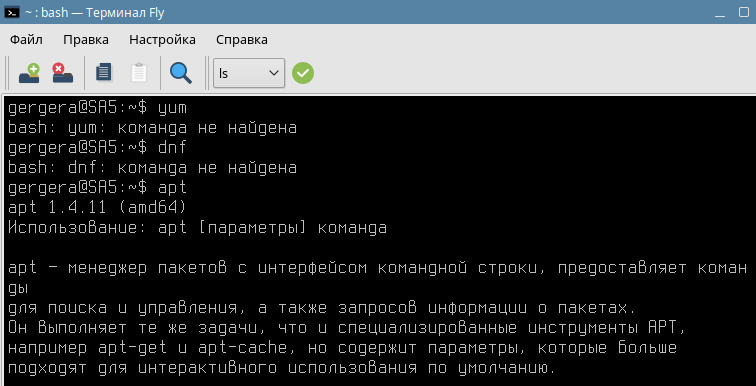 ~ : bash — Терминал Fly
Файл Правка Настройка Справка
ls
gergera@SA5:~$ yum
bash: yum: команда не найдена
gergera@SA5:~$ dnf
bash: dnf: команда не найдена
gergera@SA5:~$ apt
apt 1.4.11 (amd64)
Использование: apt [параметры] команда
apt — менеджер пакетов с интерфейсом командной строки, предоставляет коман
ды
для поиска и управления, а также запросов информации о пакетах.
Он выполняет те же задачи, что и специализированные инструменты APT,
например apt-get и apt-cache, но содержит параметры, которые больше
подходят для интерактивного использования по умолчанию.